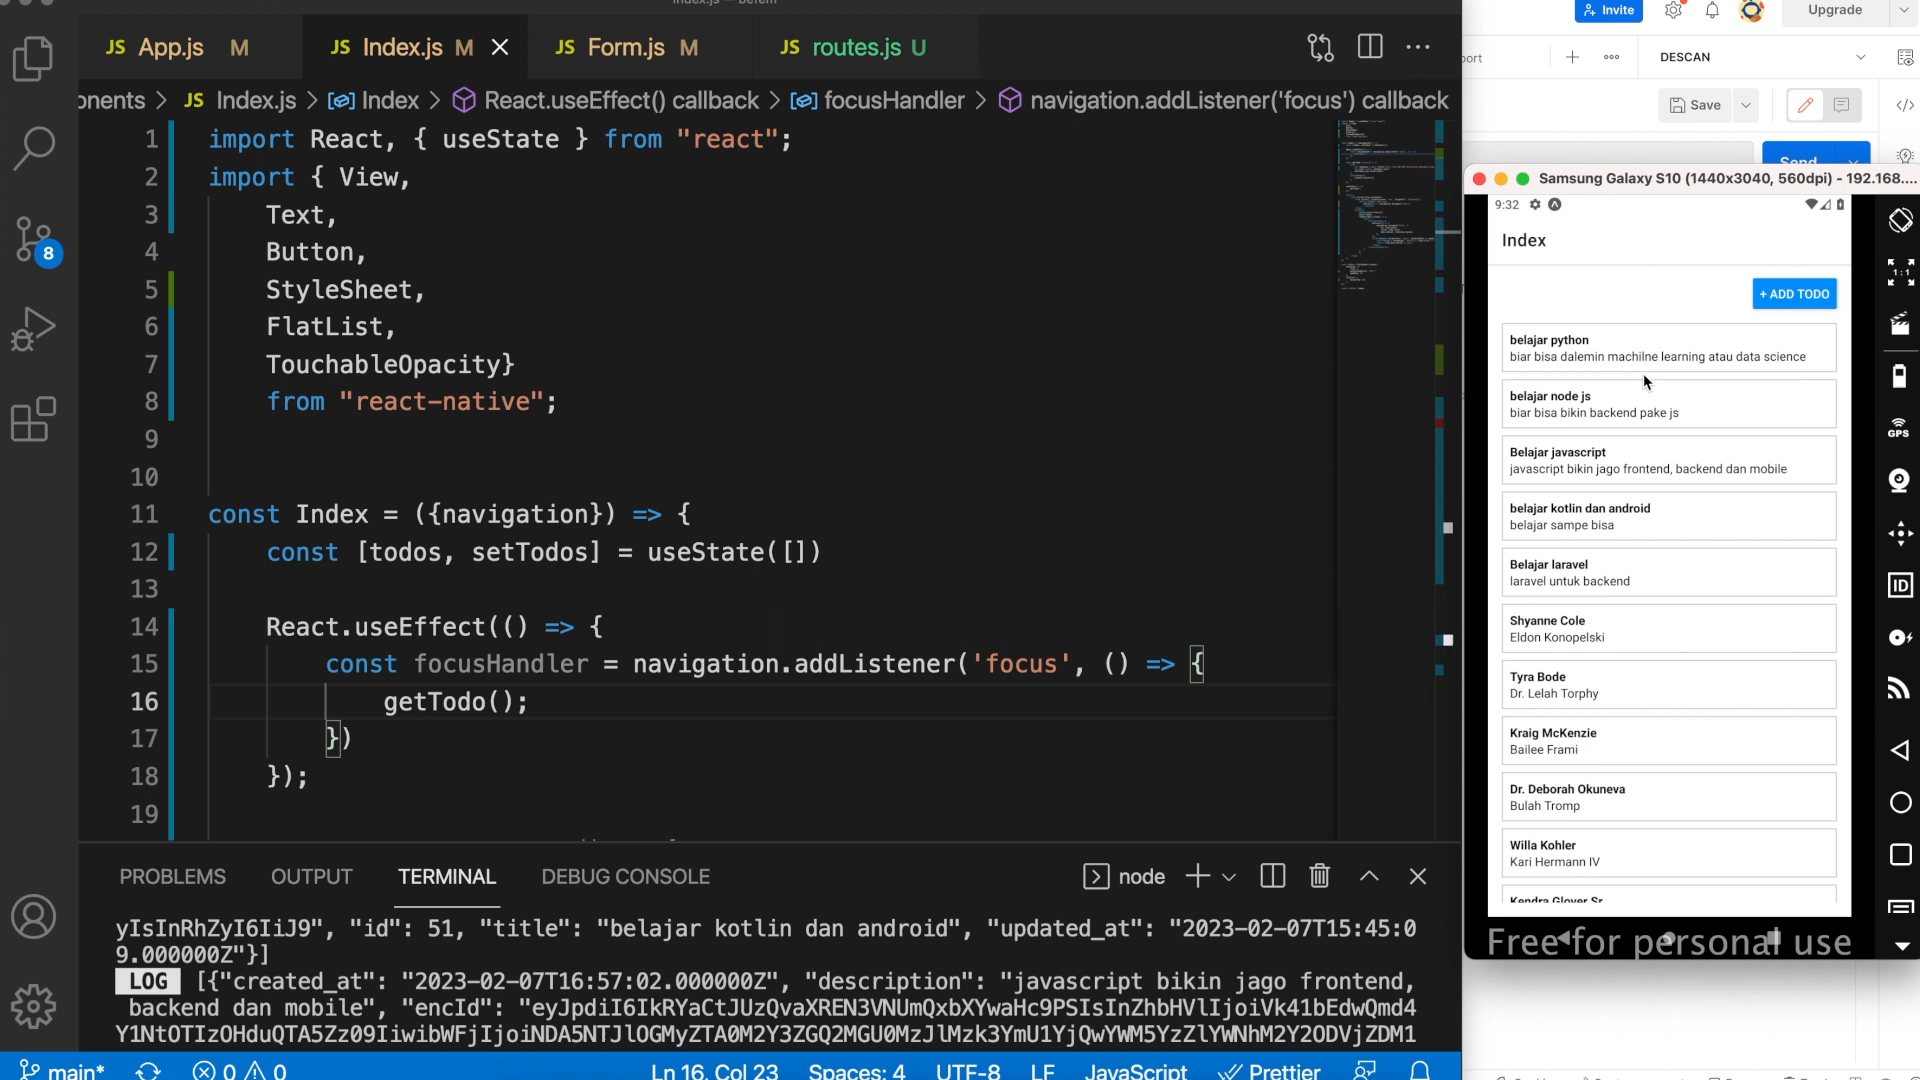 JS App.js M
JS Index.js M
JS Form.js M
JS routes.js U
onents > JS Index.js > Index > React.useEffect() callback > focusHandler > navigation.addListener('focus') callback
1 import React, { useState } from "react";
2 import { View,
3 Text,
4 Button,
5 StyleSheet,
6 FlatList,
7 TouchableOpacity}
8 from "react-native";
9
10
11 const Index = ({navigation}) => {
12 const [todos, setTodos] = useState([])
13
14 React.useEffect(() => {
15 const focusHandler = navigation.addListener('focus', () => {
16 getTodo();
17 })
18 });
19
8
PROBLEMS OUTPUT TERMINAL DEBUG CONSOLE
node
yIsInRhZyI6IiJ9", "id": 51, "title": "belajar kotlin dan android", "updated_at": "2023-02-07T15:45:0
9.000000Z"}]
LOG [{"created_at": "2023-02-07T16:57:02.000000Z", "description": "javascript bikin jago frontend,
backend dan mobile", "encId": "eyJpdiI6IkRYaCtJUzQvaXREN3VNUmQxbXYwaHc9PSIsInZhbHVlIjoiVk41bEdwQmd4
Y1NtOTIzOHduQTA5Zz09IiwibWFjIjoiNDA5NTJlOGMyZTA0M2Y3ZGQ2MGU0MzJlMzk3YmU1YjQwYWM5YzZlYWNhM2Y2ODVjZDM1
main* 0 0
Ln 16, Col 23 Spaces: 4 UTF-8 LF JavaScript Prettier
Invite
Upgrade
port
DESCAN
Save
Send
Samsung Galaxy S10 (1440x3040, 560dpi) - 192.168....
9:32
Index
+ ADD TODO
belajar python
biar bisa dalemin machilne learning atau data science
belajar node js
biar bisa bikin backend pake js
Belajar javascript
javascript bikin jago frontend, backend dan mobile
belajar kotlin dan android
belajar sampe bisa
Belajar laravel
laravel untuk backend
Shyanne Cole
Eldon Konopelski
Tyra Bode
Dr. Lelah Torphy
Kraig McKenzie
Bailee Frami
Dr. Deborah Okuneva
Bulah Tromp
Willa Kohler
Kari Hermann IV
Kendra Glover Sr.
Free for personal use
1:1
GPS
ID